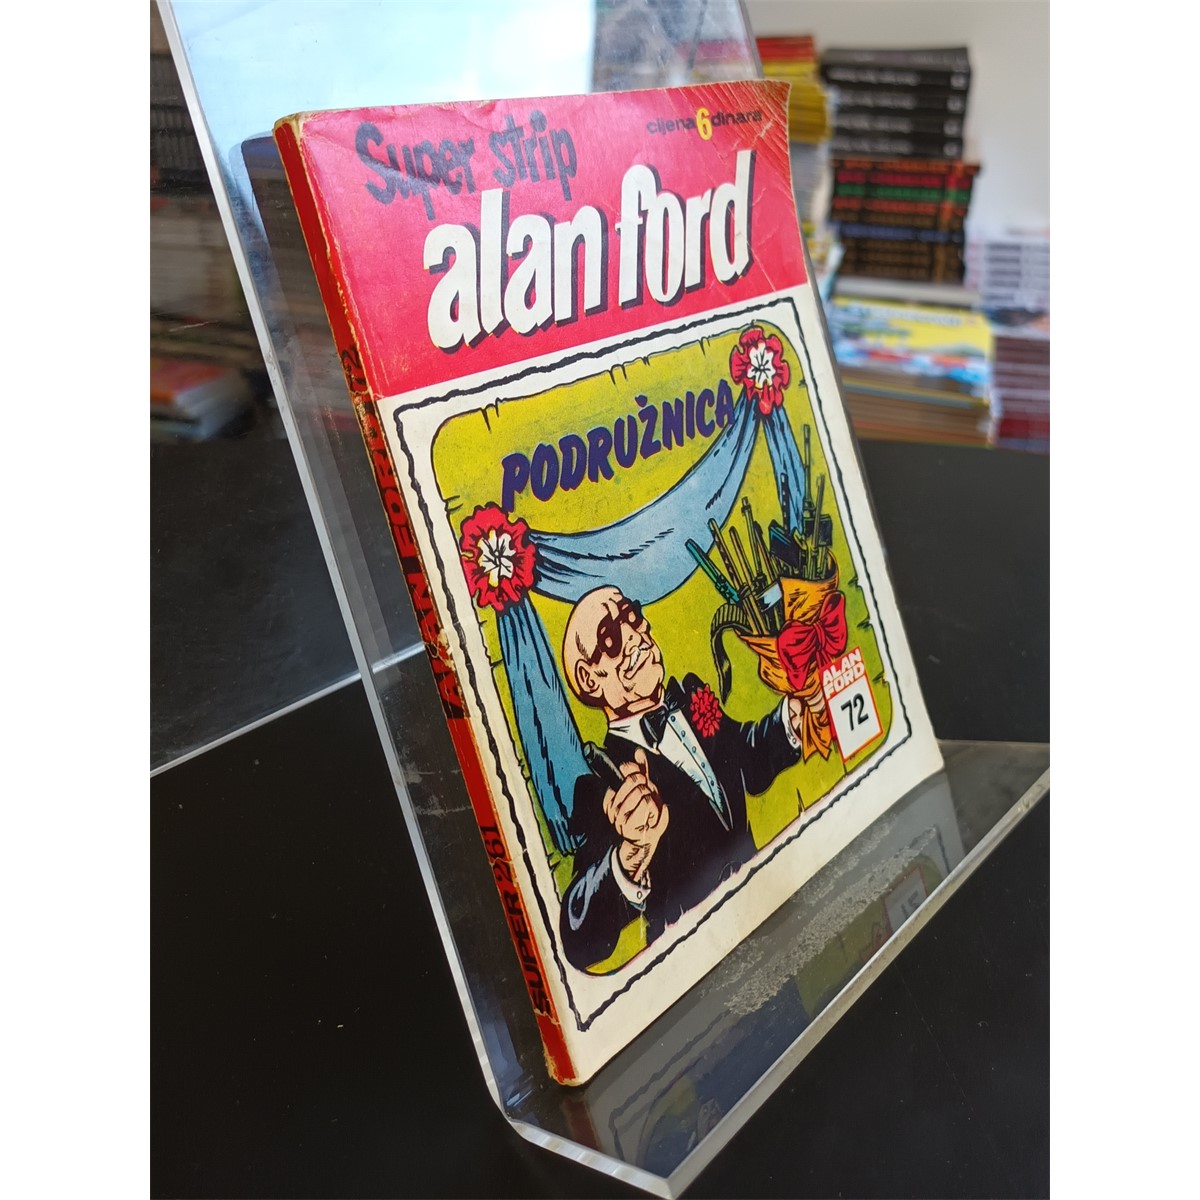 Super strip
cijena 6 dinara
alan ford
PODRUŽNICA
ALAN
FORD
72
SUPER 261
ALAN FORD